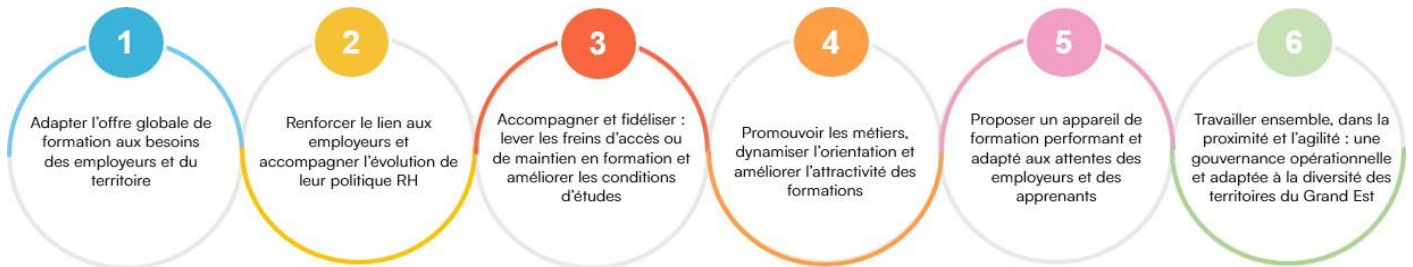 1
Adapter l’offre globale de
formation aux besoins
des employeurs et du
territoire
2
Renforcer le lien aux
employeurs et
accompagner l’évolution de
leur politique RH
3
Accompagner et fidéliser :
lever les freins d’accès ou
de maintien en formation et
améliorer les conditions
d’études
4
Promouvoir les métiers,
dynamiser l’orientation et
améliorer l’attractivité des
formations
5
Proposer un appareil de
formation performant et
adapté aux attentes des
employeurs et des
apprenants
6
Travailler ensemble, dans la
proximité et l’agilité : une
gouvernance opérationnelle
et adaptée à la diversité des
territoires du Grand Est